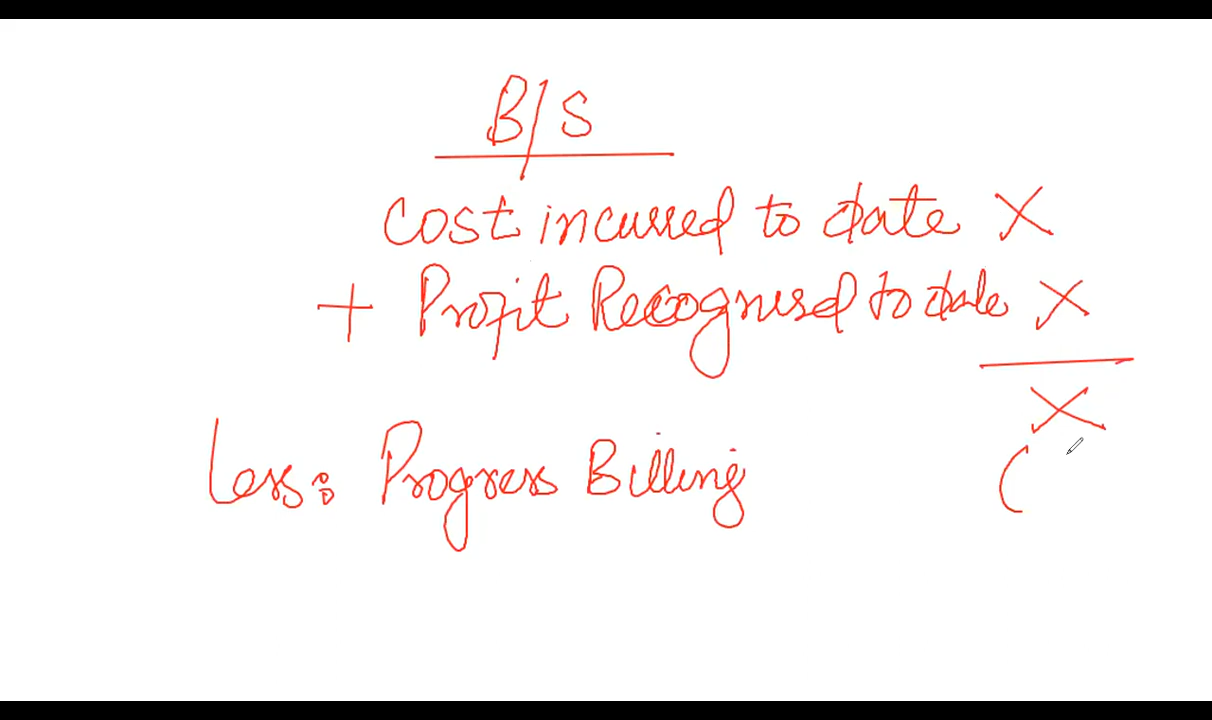 B/S
cost incurred to date X
+ Profit Recognised to date X
X
Less: Progress Billing (